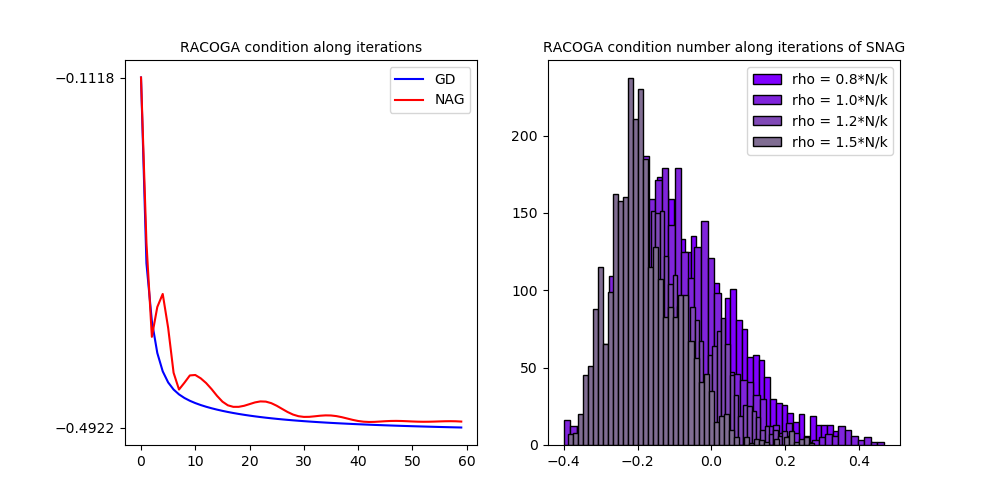 RACOGA condition along iterations
−0.1118
−0.4922
0 10 20 30 40 50 60
GD
NAG
RACOGA condition number along iterations of SNAG
200
150
100
50
0
−0.4 −0.2 0.0 0.2 0.4
rho = 0.8*N/k
rho = 1.0*N/k
rho = 1.2*N/k
rho = 1.5*N/k